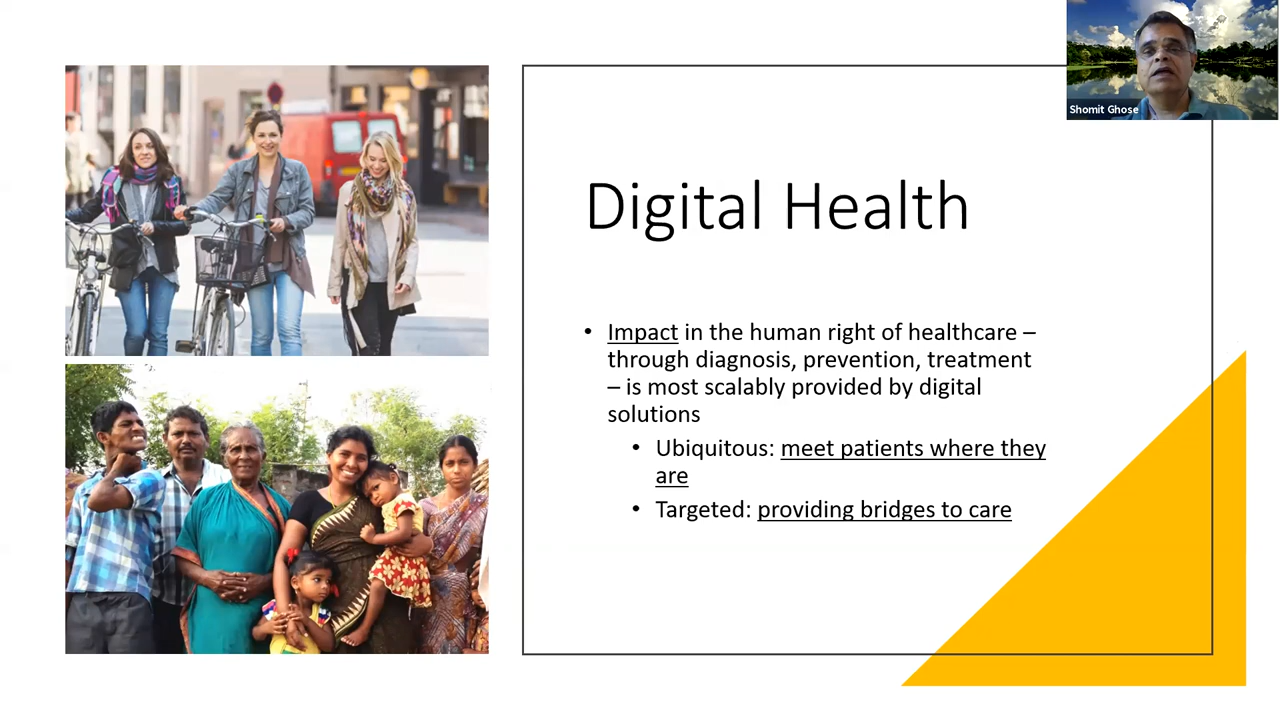 Shomit Ghose
Digital Health
• Impact in the human right of healthcare –
through diagnosis, prevention, treatment
– is most scalably provided by digital
solutions
• Ubiquitous: meet patients where they
are
• Targeted: providing bridges to care